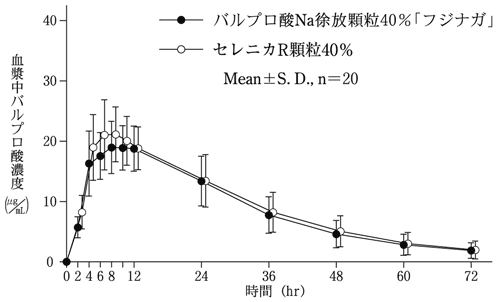 バルプロ酸Na徐放顆粒40%「フジナガ」
セレニカR顆粒40%
Mean±S. D., n=20
血漿中バルプロ酸濃度
(μg/mL)
40
30
20
10
0
0 2 4 6 8 12 24 36 48 60 72
時間 (hr)